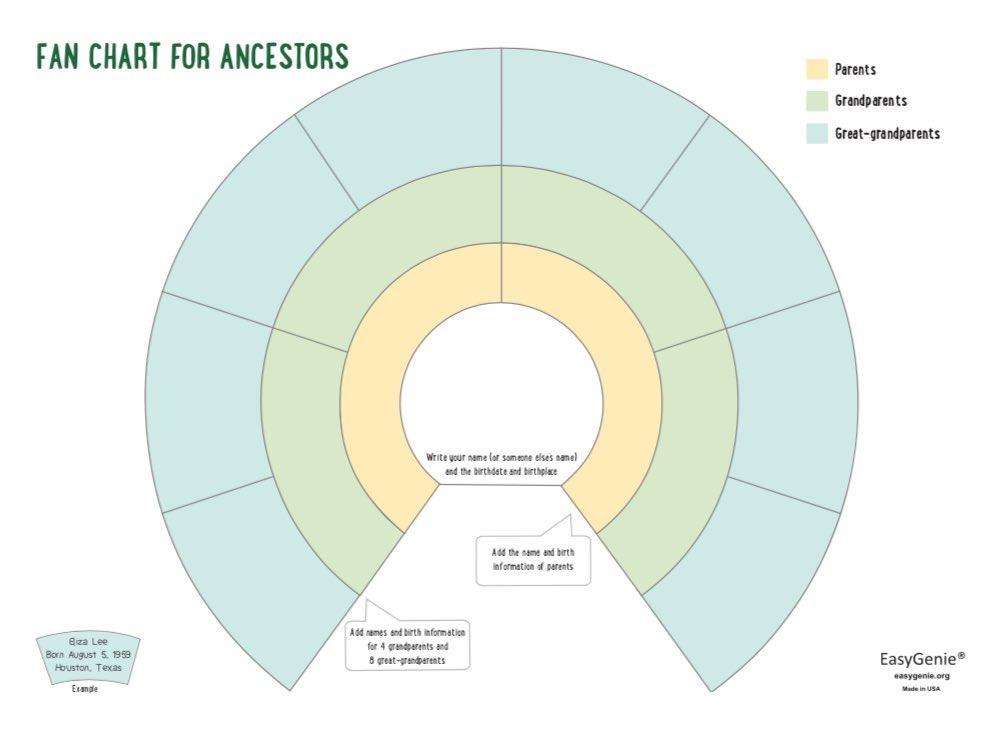 FAN CHART FOR ANCESTORS
Parents
Grandparents
Great-grandparents
Write your name (or someone elses name)
and the birthdate and birthplace
Add the name and birth
information of parents
Add names and birth information
for 4 grandparents and
8 great-grandparents
Eliza Lee
Born August 5, 1959
Houston, Texas
Example
EasyGenie®
easygenie.org
Made in USA